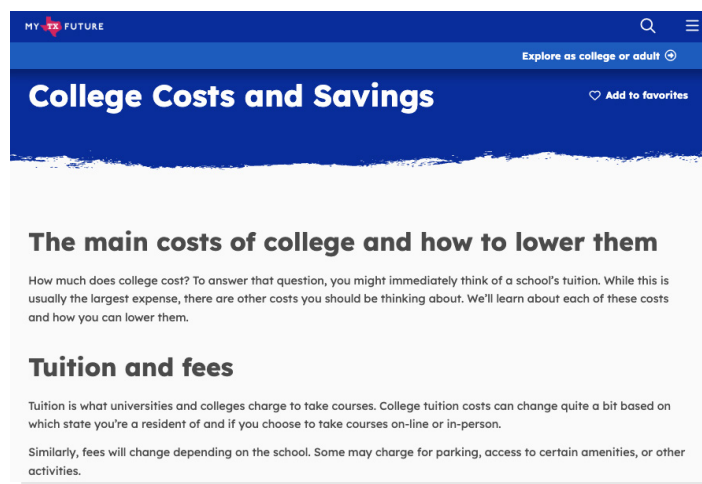 MY TX FUTURE
Explore as college or adult
College Costs and Savings
Add to favorites
The main costs of college and how to lower them
How much does college cost? To answer that question, you might immediately think of a school's tuition. While this is
usually the largest expense, there are other costs you should be thinking about. We'll learn about each of these costs
and how you can lower them.
Tuition and fees
Tuition is what universities and colleges charge to take courses. College tuition costs can change quite a bit based on
which state you're a resident of and if you choose to take courses on-line or in-person.
Similarly, fees will change depending on the school. Some may charge for parking, access to certain amenities, or other
activities.